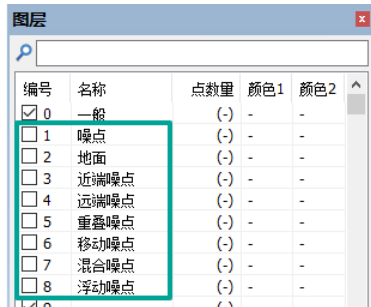 图层
编号 名称 点数量 颜色1 颜色2
0 一般 (-) - -
1 噪点 (-) - -
2 地面 (-) - -
3 近端噪点 (-) - -
4 远端噪点 (-) - -
5 重叠噪点 (-) - -
6 移动噪点 (-) - -
7 混合噪点 (-) - -
8 浮动噪点 (-) - -